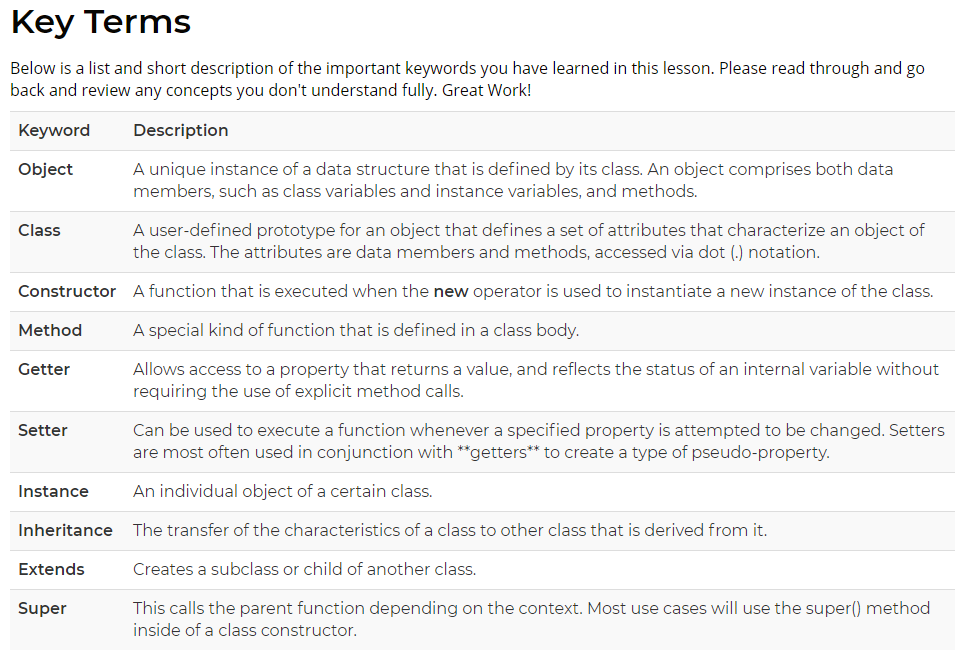 Key Terms
Below is a list and short description of the important keywords you have learned in this lesson. Please read through and go
back and review any concepts you don't understand fully. Great Work!
Keyword Description
Object A unique instance of a data structure that is defined by its class. An object comprises both data
members, such as class variables and instance variables, and methods.
Class A user-defined prototype for an object that defines a set of attributes that characterize an object of
the class. The attributes are data members and methods, accessed via dot (.) notation.
Constructor A function that is executed when the new operator is used to instantiate a new instance of the class.
Method A special kind of function that is defined in a class body.
Getter Allows access to a property that returns a value, and reflects the status of an internal variable without
requiring the use of explicit method calls.
Setter Can be used to execute a function whenever a specified property is attempted to be changed. Setters
are most often used in conjunction with **getters** to create a type of pseudo-property.
Instance An individual object of a certain class.
Inheritance The transfer of the characteristics of a class to other class that is derived from it.
Extends Creates a subclass or child of another class.
Super This calls the parent function depending on the context. Most use cases will use the super() method
inside of a class constructor.